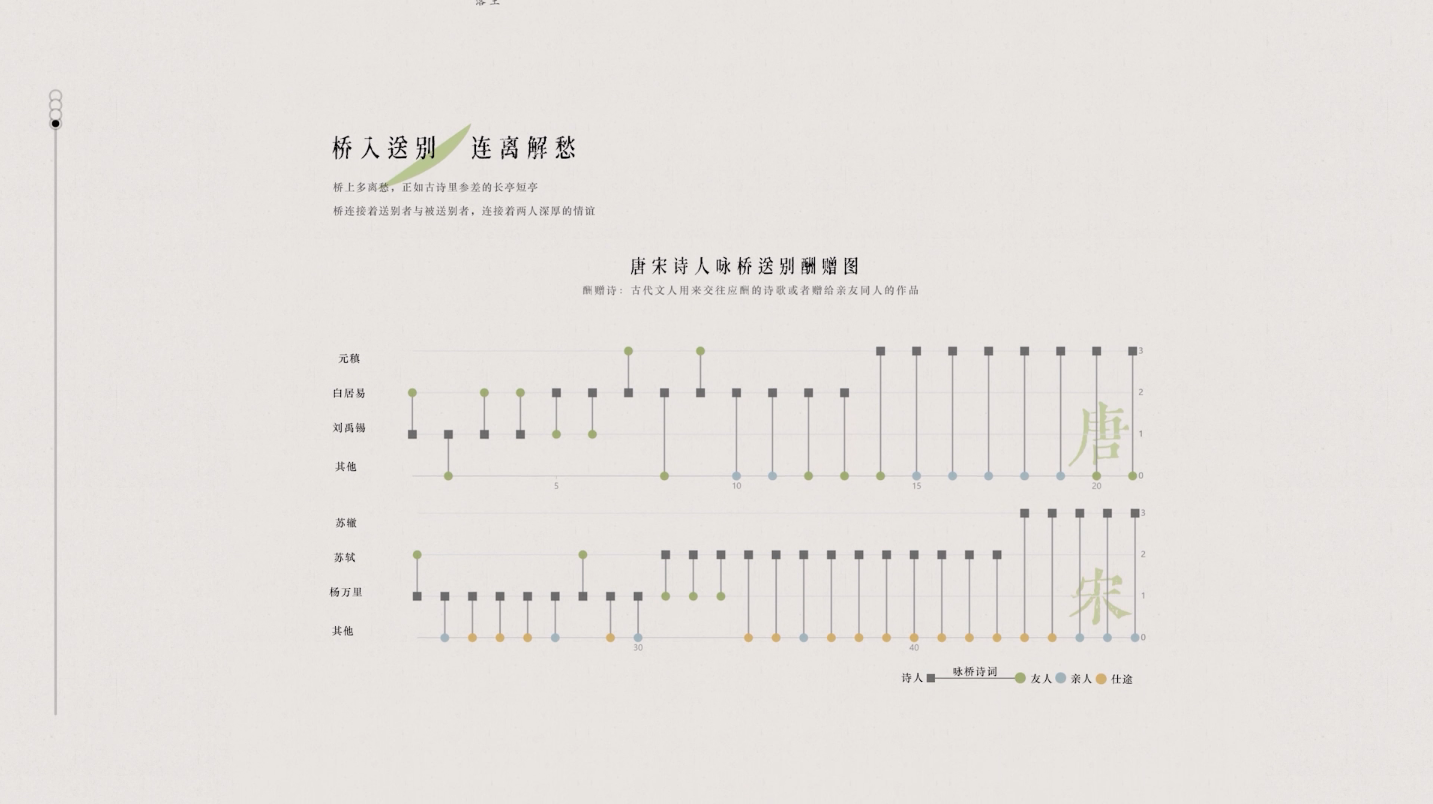 桥入送别 连离解愁
桥上多离愁，正如古诗里参差的长亭短亭
桥连接着送别者与被送别者，连接着两人深厚的情谊
唐宋诗人咏桥送别酬赠图
酬赠诗：古代文人用来交往应酬的诗歌或者赠给亲友同人的作品
元稹 3
白居易 2
刘禹锡 1
唐
其他 0
5 10 15 20
苏辙 3
苏轼 2
杨万里 1
宋
其他 0
30 40
诗人 咏桥诗词 友人 亲人 仕途